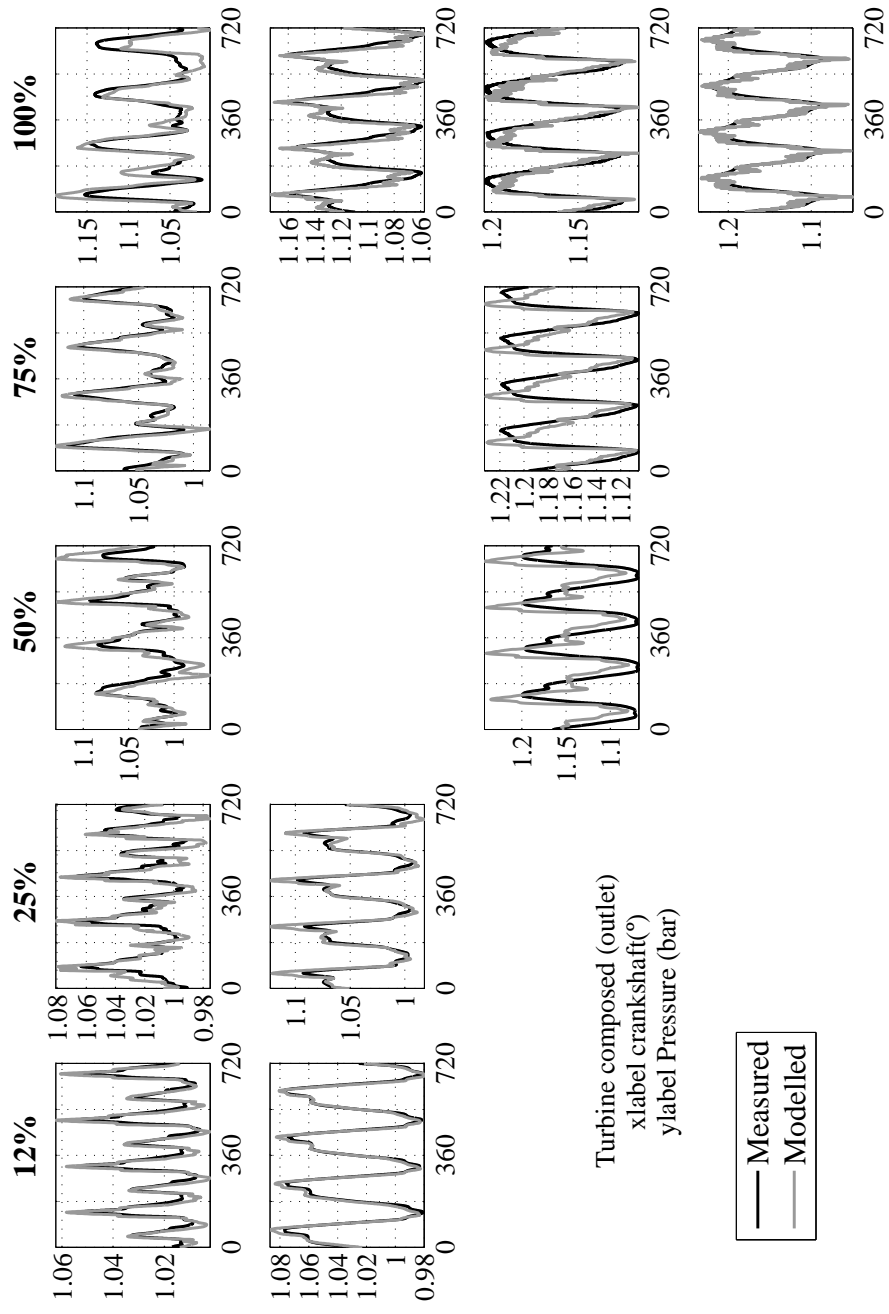 12% 25% 50% 75% 100%
1.06
1.04
1.02
0 360 720
1.08
1.06
1.04
1.02
1
0.98
0 360 720
1.1
1.05
1
0 360 720
1.1
1.05
1
0 360 720
1.15
1.1
1.05
0 360 720
1.08
1.06
1.04
1.02
1
0.98
0 360 720
1.1
1.05
1
0 360 720
1.16
1.14
1.12
1.1
1.08
1.06
0 360 720
1.2
1.15
1.1
0 360 720
1.22
1.2
1.18
1.16
1.14
1.12
0 360 720
1.2
1.15
0 360 720
1.2
1.1
0 360 720
Turbine composed (outlet)
xlabel crankshaft(º)
ylabel Pressure (bar)
Measured
Modelled